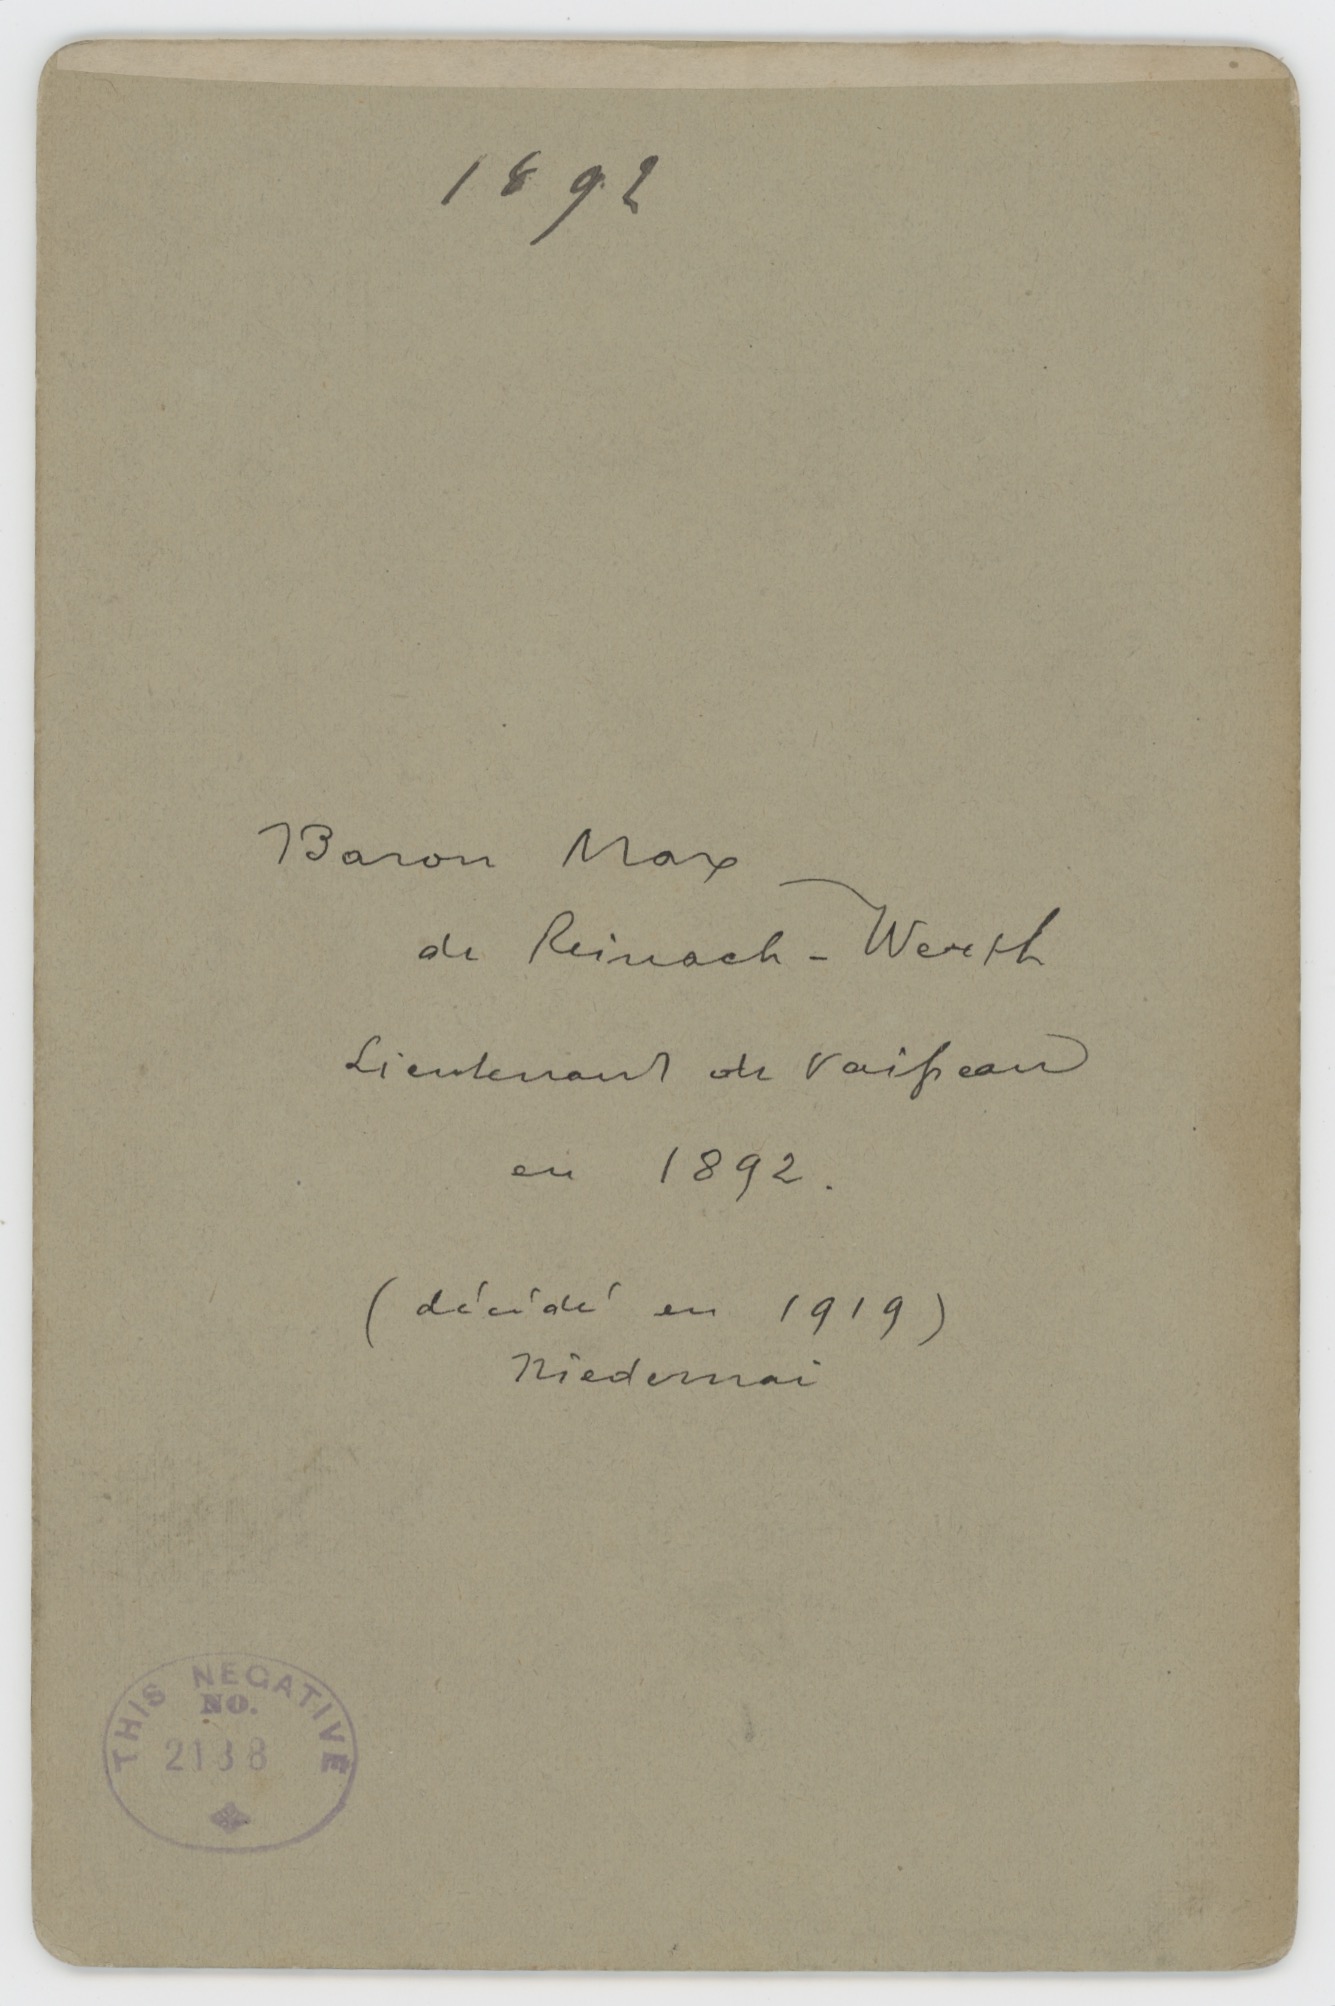 1892
Baron Max
de Reinach-Werth
Lieutenant de vaisseau
en 1892.
(décédé en 1919)
Niedernai
THIS NEGATIVE
NO.
2138